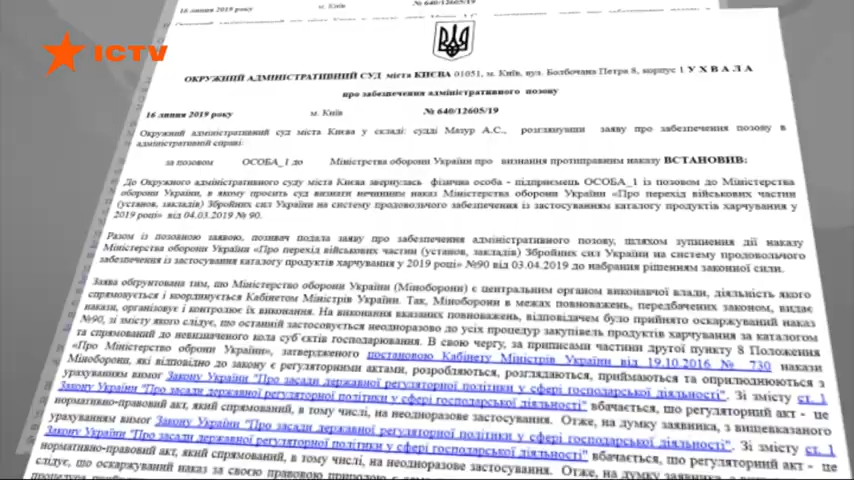 16 липня 2019 року м. Київ № 640/12605/19
ICTV
ОКРУЖНИЙ АДМІНІСТРАТИВНИЙ СУД міста КИЄВА 01051, м. Київ, вул. Болбочана Петра 8, корпус 1 У Х В А Л А
про забезпечення адміністративного позову
16 липня 2019 року м. Київ № 640/12605/19
Окружний адміністративний суд міста Києва у складі: судді Мазур А.С., розглянувши заяву про забезпечення позову в
адміністративній справі:
за позовом ОСОБА_1 до Міністерства оборони України про визнання протиправним наказу ВСТАНОВИВ:
До Окружного адміністративного суду міста Києва звернулась фізична особа - підприємець ОСОБА_1 із позовом до Міністерства
оборони України, в якому просить суд визнати нечинним наказ Міністерства оборони України «Про перехід військових частин
(установ, закладів) Збройних сил України на систему продовольчого забезпечення із застосуванням каталогу продуктів харчування у
2019 році» від 04.03.2019 № 90.
Разом із позовною заявою, позивач подала заяву про забезпечення адміністративного позову, шляхом зупинення дії наказу
Міністерства оборони України «Про перехід військових частин (установ, закладів) Збройних сил України на систему продовольчого
забезпечення із застосуванням каталогу продуктів харчування у 2019 році» №90 від 03.04.2019 до набрання рішенням законної сили.
Заява обґрунтована тим, що Міністерство оборони України (Міноборони) є центральним органом виконавчої влади, діяльність якого
спрямовується і координується Кабінетом Міністрів України. Так, Міноборони в межах повноважень, передбачених законом, видає
накази, організовує і контролює їх виконання. На виконання вказаних повноважень, відповідачем було прийнято оскаржуваний наказ
№90, зі змісту якого слідує, що останній застосовується неодноразово до усіх процедур закупівель продуктів харчування за каталогом
та спрямований до невизначеного кола суб'єктів господарювання. В свою чергу, за приписами частини другої пункту 8 Положення
«Про Міністерство оброни України», затвердженого постановою Кабінету Міністрів України від 19.10.2016 № 730 накази
Міноборони, які відповідно до закону є регуляторними актами, розробляються, розглядаються, приймаються та оприлюднюються з
урахуванням вимог Закону України "Про засади державної регуляторної політики у сфері господарської діяльності". Зі змісту ст. 1
Закону України "Про засади державної регуляторної політики у сфері господарської діяльності" вбачається, що регуляторний акт - це
нормативно-правовий акт, який спрямований, в тому числі, на неодноразове застосування. Отже, на думку заявника, з вищевказаного
урахуванням вимог Закону України "Про засади державної регуляторної політики у сфері господарської діяльності". Зі змісту ст. 1
Закону України "Про засади державної регуляторної політики у сфері господарської діяльності" вбачається, що регуляторний акт - це
нормативно-правовий акт, який спрямований, в тому числі, на неодноразове застосування. Отже, на думку заявника, з
слідує, що оскаржуваний наказ за своєю правовою природою є